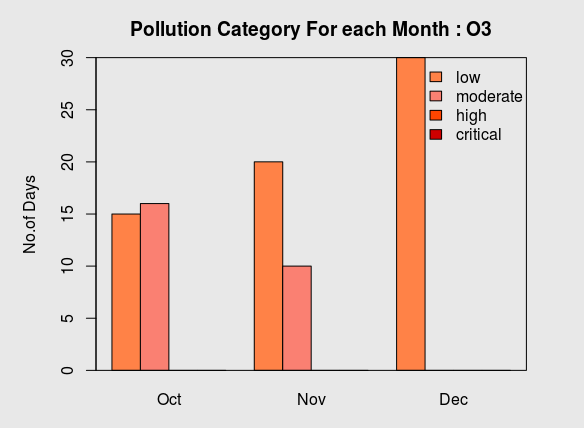 Pollution Category For each Month : O3
No.of Days
30
25
20
15
10
5
0
low
moderate
high
critical
Oct
Nov
Dec